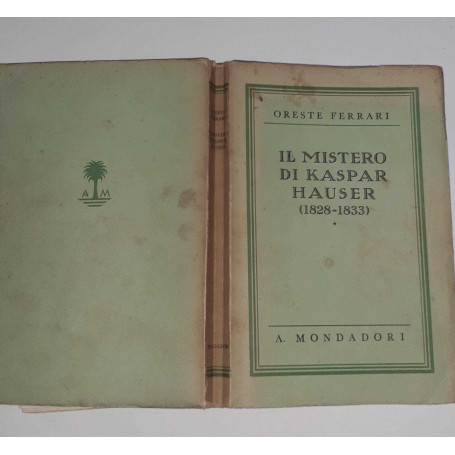 A M
ORESTE FERRARI
IL MISTERO
DI KASPAR
HAUSER
(1828-1833)
A. MONDADORI